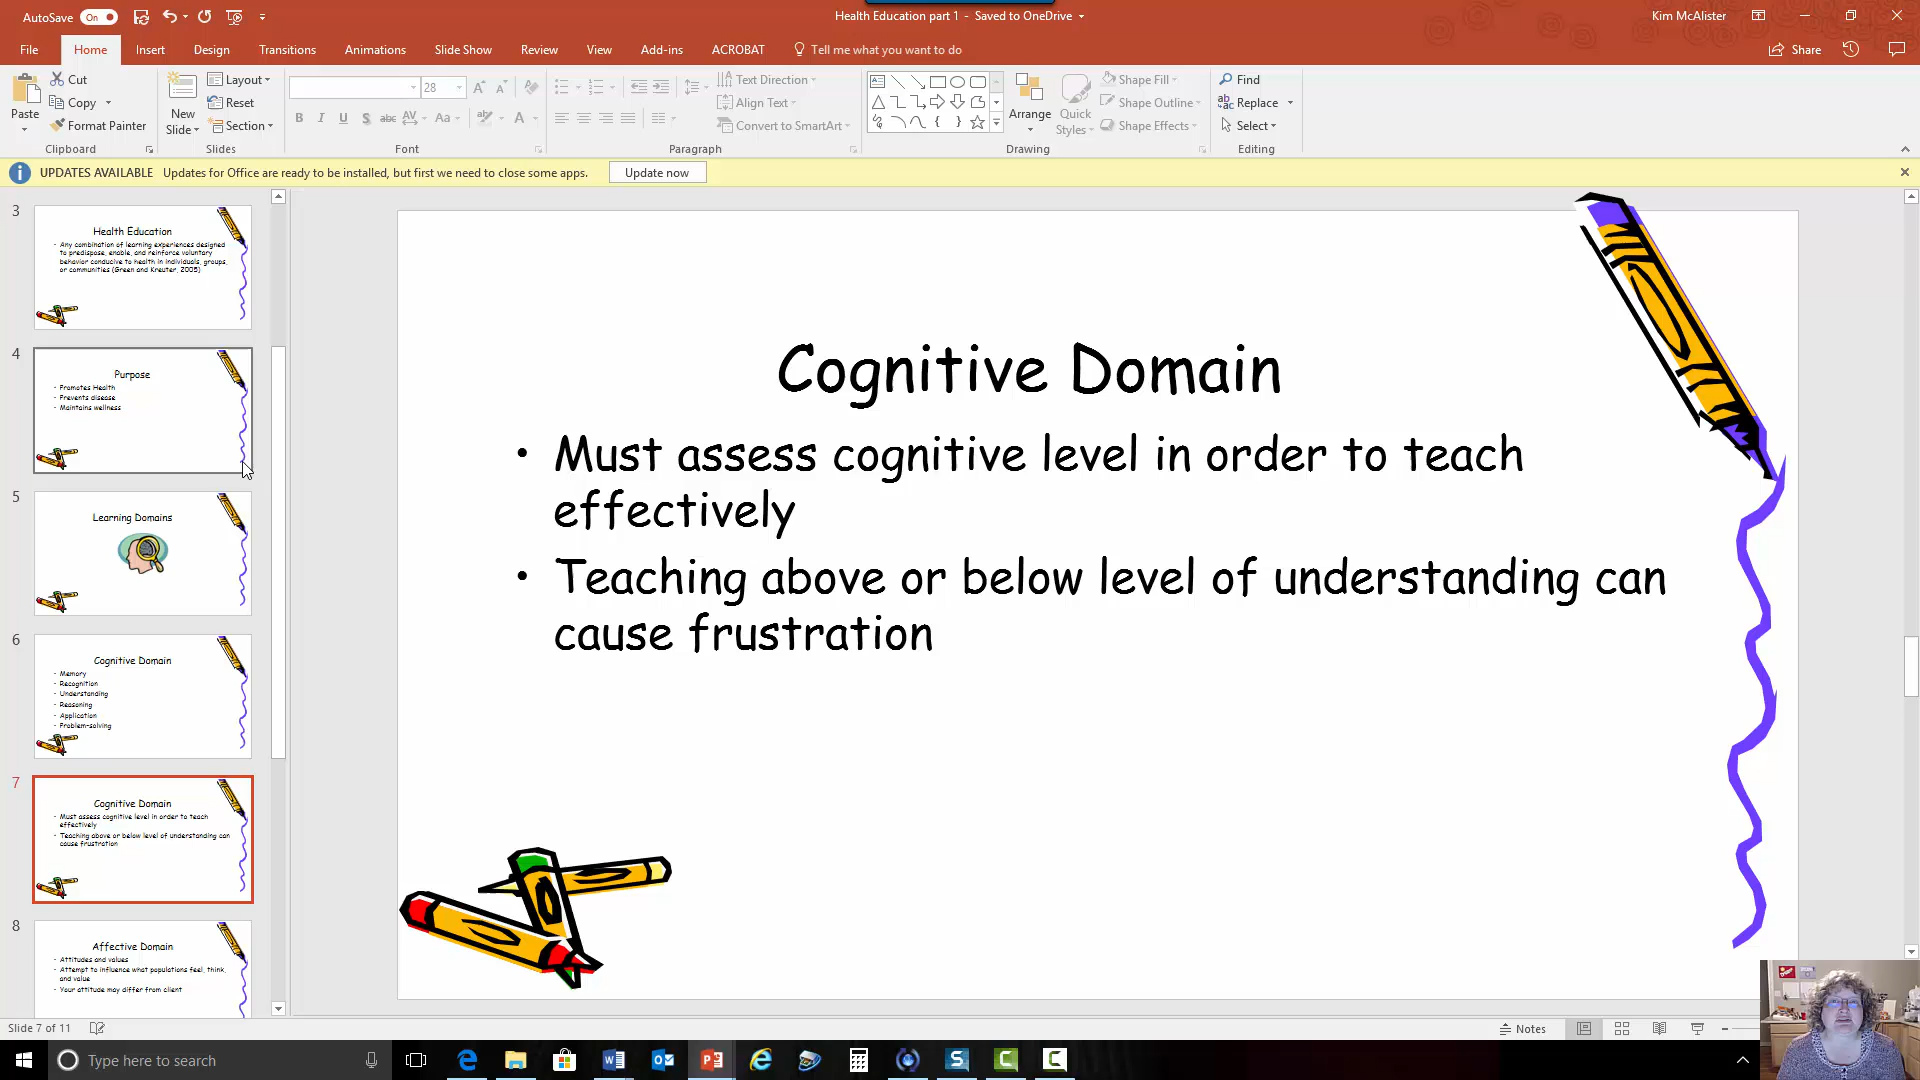 AutoSave On
Health Education part 1 - Saved to OneDrive
Kim McAlister
File Home Insert Design Transitions Animations Slide Show Review View Add-ins ACROBAT Tell me what you want to do
Share
Paste
Cut
Copy
Format Painter
Clipboard
New Slide
Layout
Reset
Section
Slides
28
B I U S abc AV Aa A
Font
Text Direction
Align Text
Convert to SmartArt
Paragraph
Arrange
Quick Styles
Shape Fill
Shape Outline
Shape Effects
Drawing
Find
Replace
Select
Editing
UPDATES AVAILABLE Updates for Office are ready to be installed, but first we need to close some apps. Update now
3
Health Education
• Any combination of learning experiences designed
to predispose, enable, and reinforce voluntary
behavior conducive to health in individuals, groups,
or communities (Green and Kreuter, 2005)
4
Purpose
• Promotes Health
• Prevents disease
• Maintains wellness
5
Learning Domains
6
Cognitive Domain
• Memory
• Recognition
• Understanding
• Reasoning
• Application
• Problem-solving
7
Cognitive Domain
• Must assess cognitive level in order to teach
effectively
• Teaching above or below level of understanding can
cause frustration
8
Affective Domain
• Attitudes and values
• Attempt to influence what populations feel, think,
and value
• Your attitude may differ from client
Cognitive Domain
• Must assess cognitive level in order to teach
effectively
• Teaching above or below level of understanding can
cause frustration
Slide 7 of 11
Notes
Type here to search